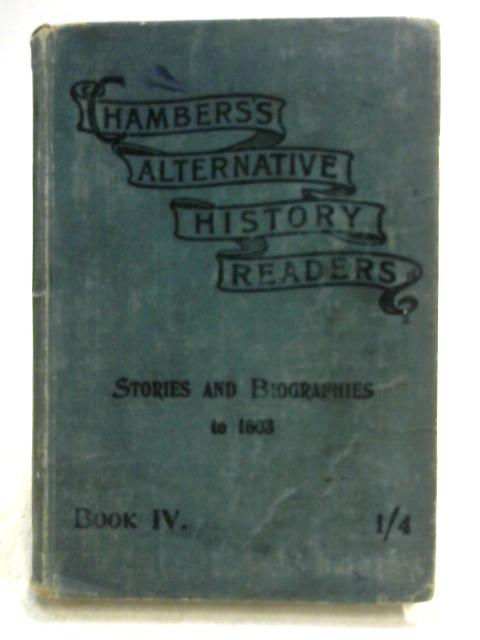 CHAMBERS'S
ALTERNATIVE
HISTORY
READERS
STORIES AND BIOGRAPHIES
to 1603
BOOK IV. 1/4